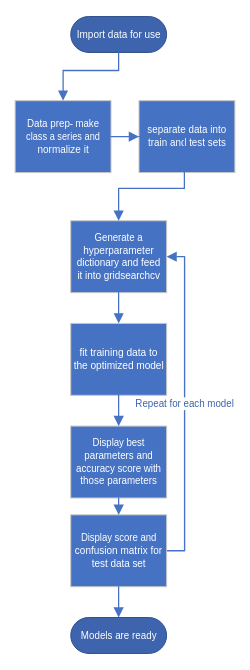 Import data for use
Data prep- make
class a series and
normalize it
separate data into
train and test sets
Generate a
hyperparameter
dictionary and feed
it into gridsearchcv
fit training data to
the optimized model
Repeat for each model
Display best
parameters and
accuracy score with
those parameters
Display score and
confusion matrix for
test data set
Models are ready